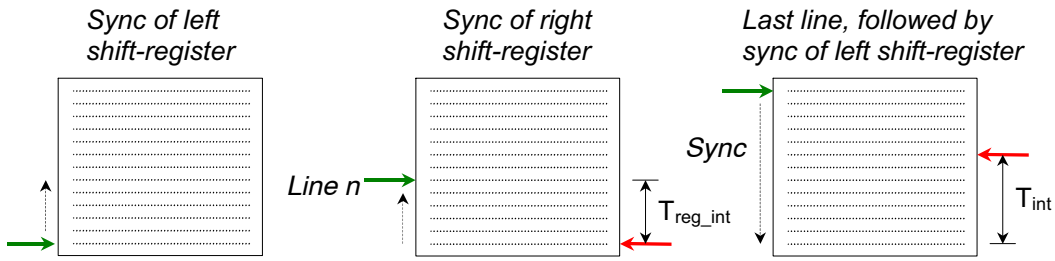 Sync of left
shift-register
Sync of right
shift-register
Last line, followed by
sync of left shift-register
Line n
T_reg_int
Sync
T_int